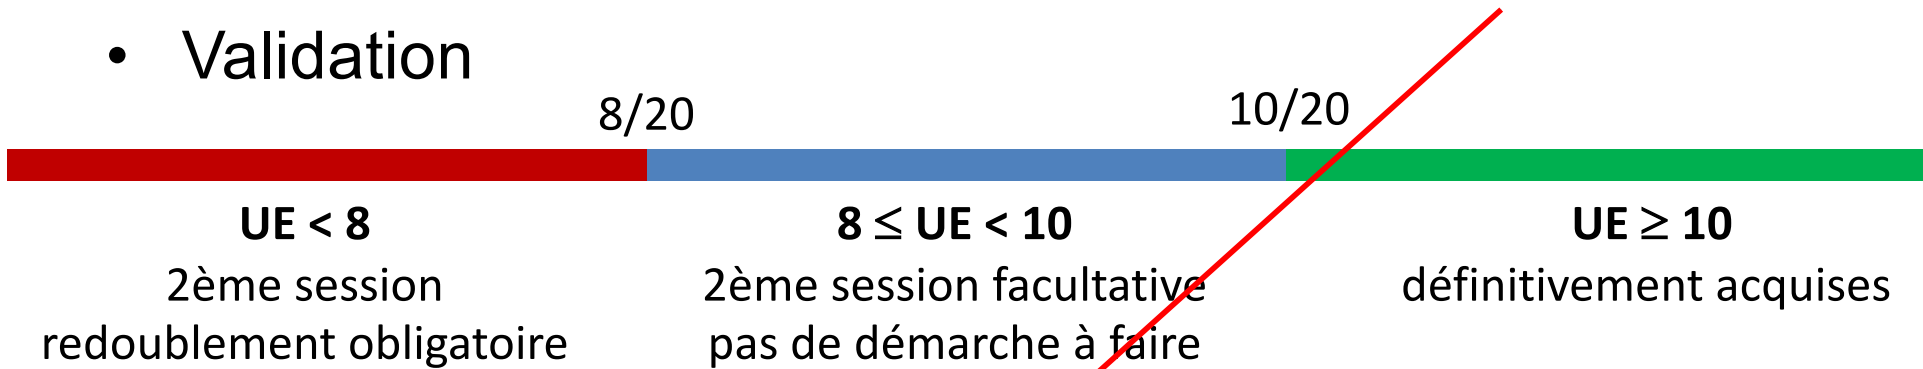 • Validation
8/20
10/20
UE < 8
2ème session
redoublement obligatoire
8 ≤ UE < 10
2ème session facultative
pas de démarche à faire
UE ≥ 10
définitivement acquises